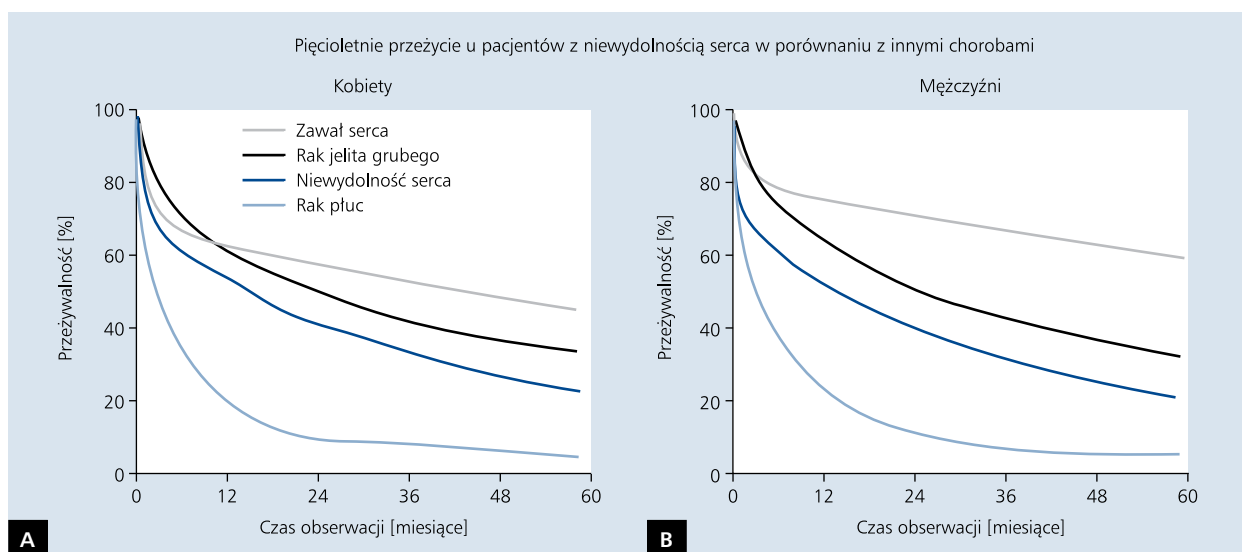 Pięcioletnie przeżycie u pacjentów z niewydolnością serca w porównaniu z innymi chorobami
Kobiety
Przeżywalność [%]
100
80
60
40
20
0
Zawał serca
Rak jelita grubego
Niewydolność serca
Rak płuc
0 12 24 36 48 60
Czas obserwacji [miesiące]
A
Mężczyźni
Przeżywalność [%]
100
80
60
40
20
0
0 12 24 36 48 60
Czas obserwacji [miesiące]
B